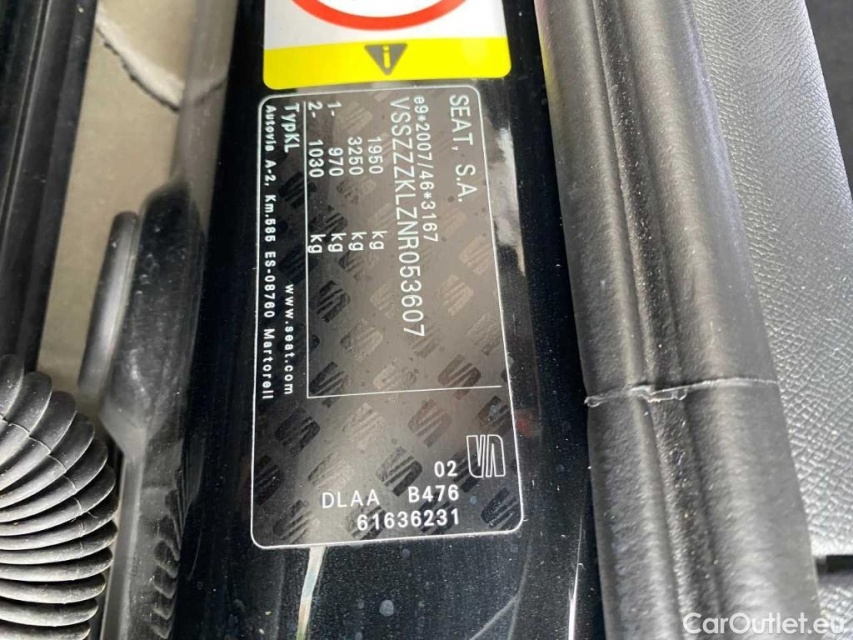 SEAT, S.A.
e9*2007/46*3167
VSSZZZKLZNR053607
1950 kg
3250 kg
1- 970 kg
2- 1030 kg
TypKL www.seat.com
Autovia A-2, Km.585 ES-08760 Martorell
02
DLAA B476
61636231
CarOutlet.eu